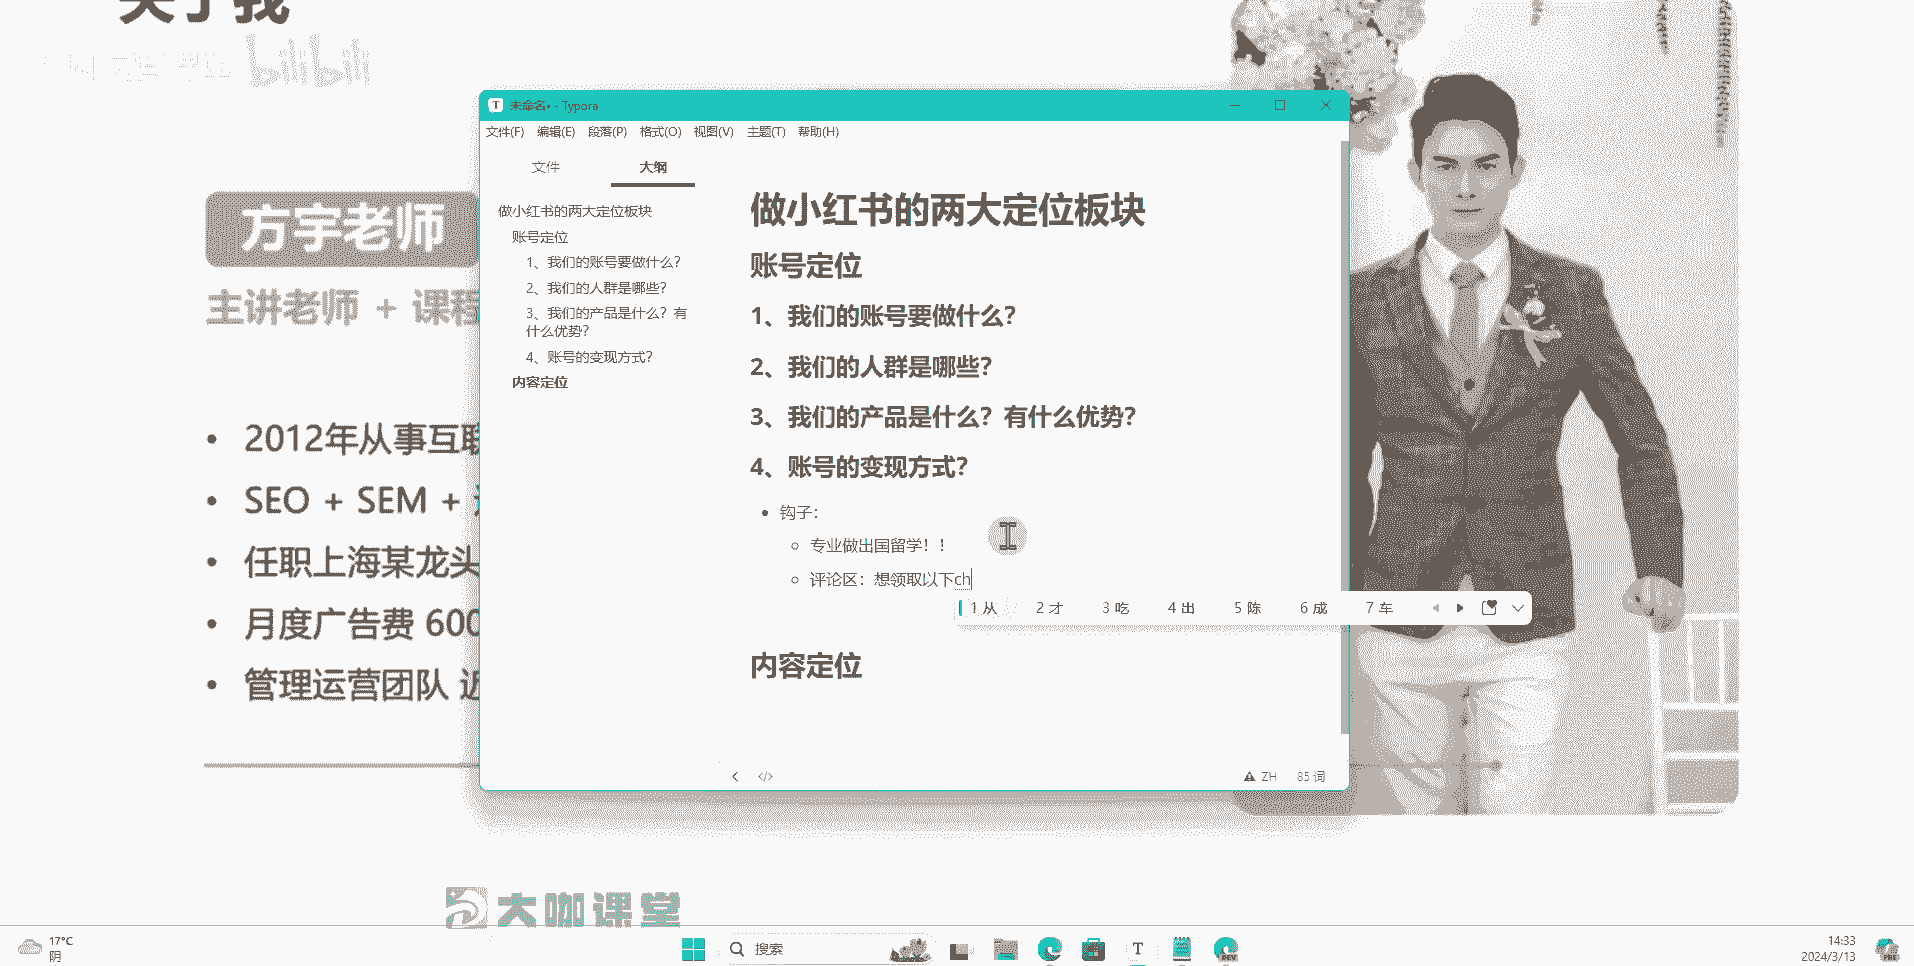 关于我
bilibili
方宇老师
主讲老师 + 课程
• 2012年从事互联
• SEO + SEM +
• 任职上海某龙头
• 月度广告费 600
• 管理运营团队 近
未命名• - Typora
文件(F) 编辑(E) 段落(P) 格式(O) 视图(V) 主题(T) 帮助(H)
文件 大纲
做小红书的两大定位板块
账号定位
1、我们的账号要做什么?
2、我们的人群是哪些?
3、我们的产品是什么? 有
什么优势?
4、账号的变现方式?
内容定位
做小红书的两大定位板块
账号定位
1、我们的账号要做什么?
2、我们的人群是哪些?
3、我们的产品是什么? 有什么优势?
4、账号的变现方式?
• 钩子:
◦ 专业做出国留学! !
◦ 评论区: 想领取以下ch
1 从 2 才 3 吃 4 出 5 陈 6 成 7 车
内容定位
</> ZH 85 词
大咖课堂
17°C
阴
搜索
T
DEV
14:33
2024/3/13
PRE